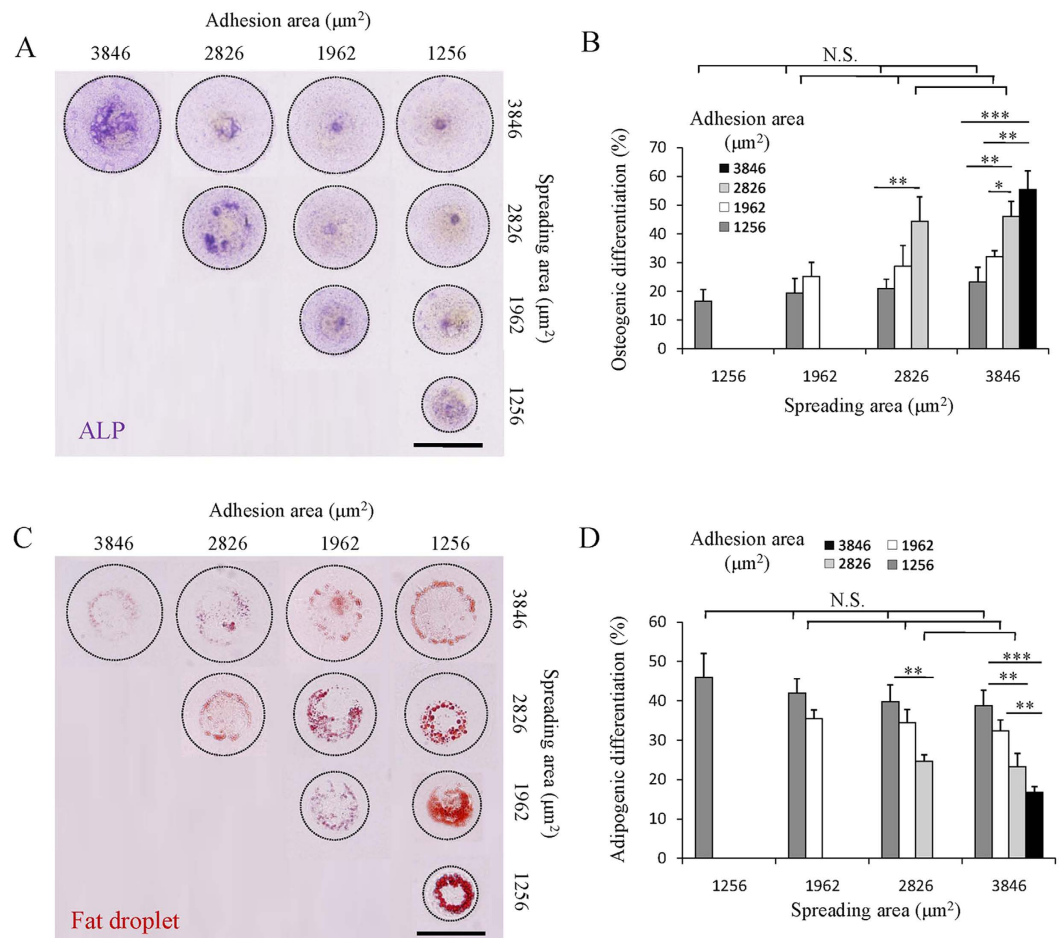 A
Adhesion area (μm²)
3846 2826 1962 1256
3846
2826
1962
1256
Spreading area (μm²)
ALP
B
N.S.
Adhesion area
(μm²)
3846
2826
1962
1256
***
**
**
*
**
Osteogenic differentiation (%)
70
60
50
40
30
20
10
0
1256 1962 2826 3846
Spreading area (μm²)
C
Adhesion area (μm²)
3846 2826 1962 1256
3846
2826
1962
1256
Spreading area (μm²)
Fat droplet
D
Adhesion area
(μm²)
3846 1962
2826 1256
N.S.
***
**
**
**
Adipogenic differentiation (%)
60
50
40
30
20
10
0
1256 1962 2826 3846
Spreading area (μm²)